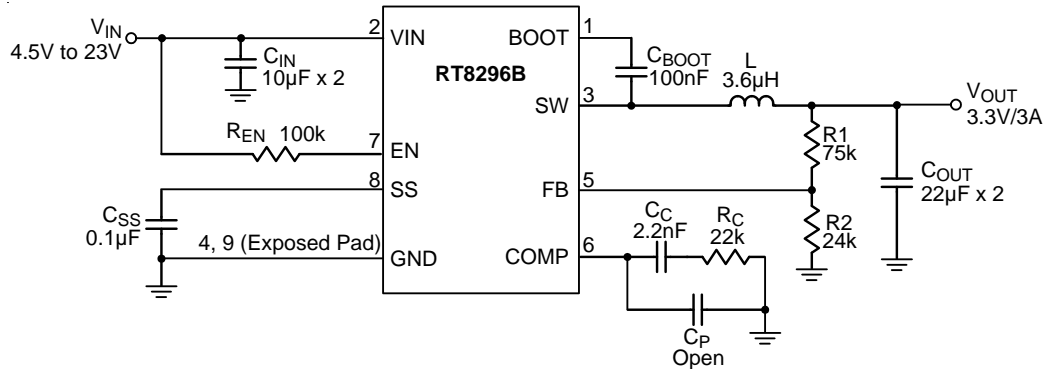 VIN
4.5V to 23V
CIN
10µF x 2
REN 100k
CSS
0.1µF
4, 9 (Exposed Pad)
2
7
8
VIN
EN
SS
GND
RT8296B
BOOT
SW
FB
COMP
1
3
5
6
CBOOT
100nF
L
3.6µH
VOUT
3.3V/3A
R1
75k
COUT
22µF x 2
R2
24k
CC
2.2nF
RC
22k
CP
Open